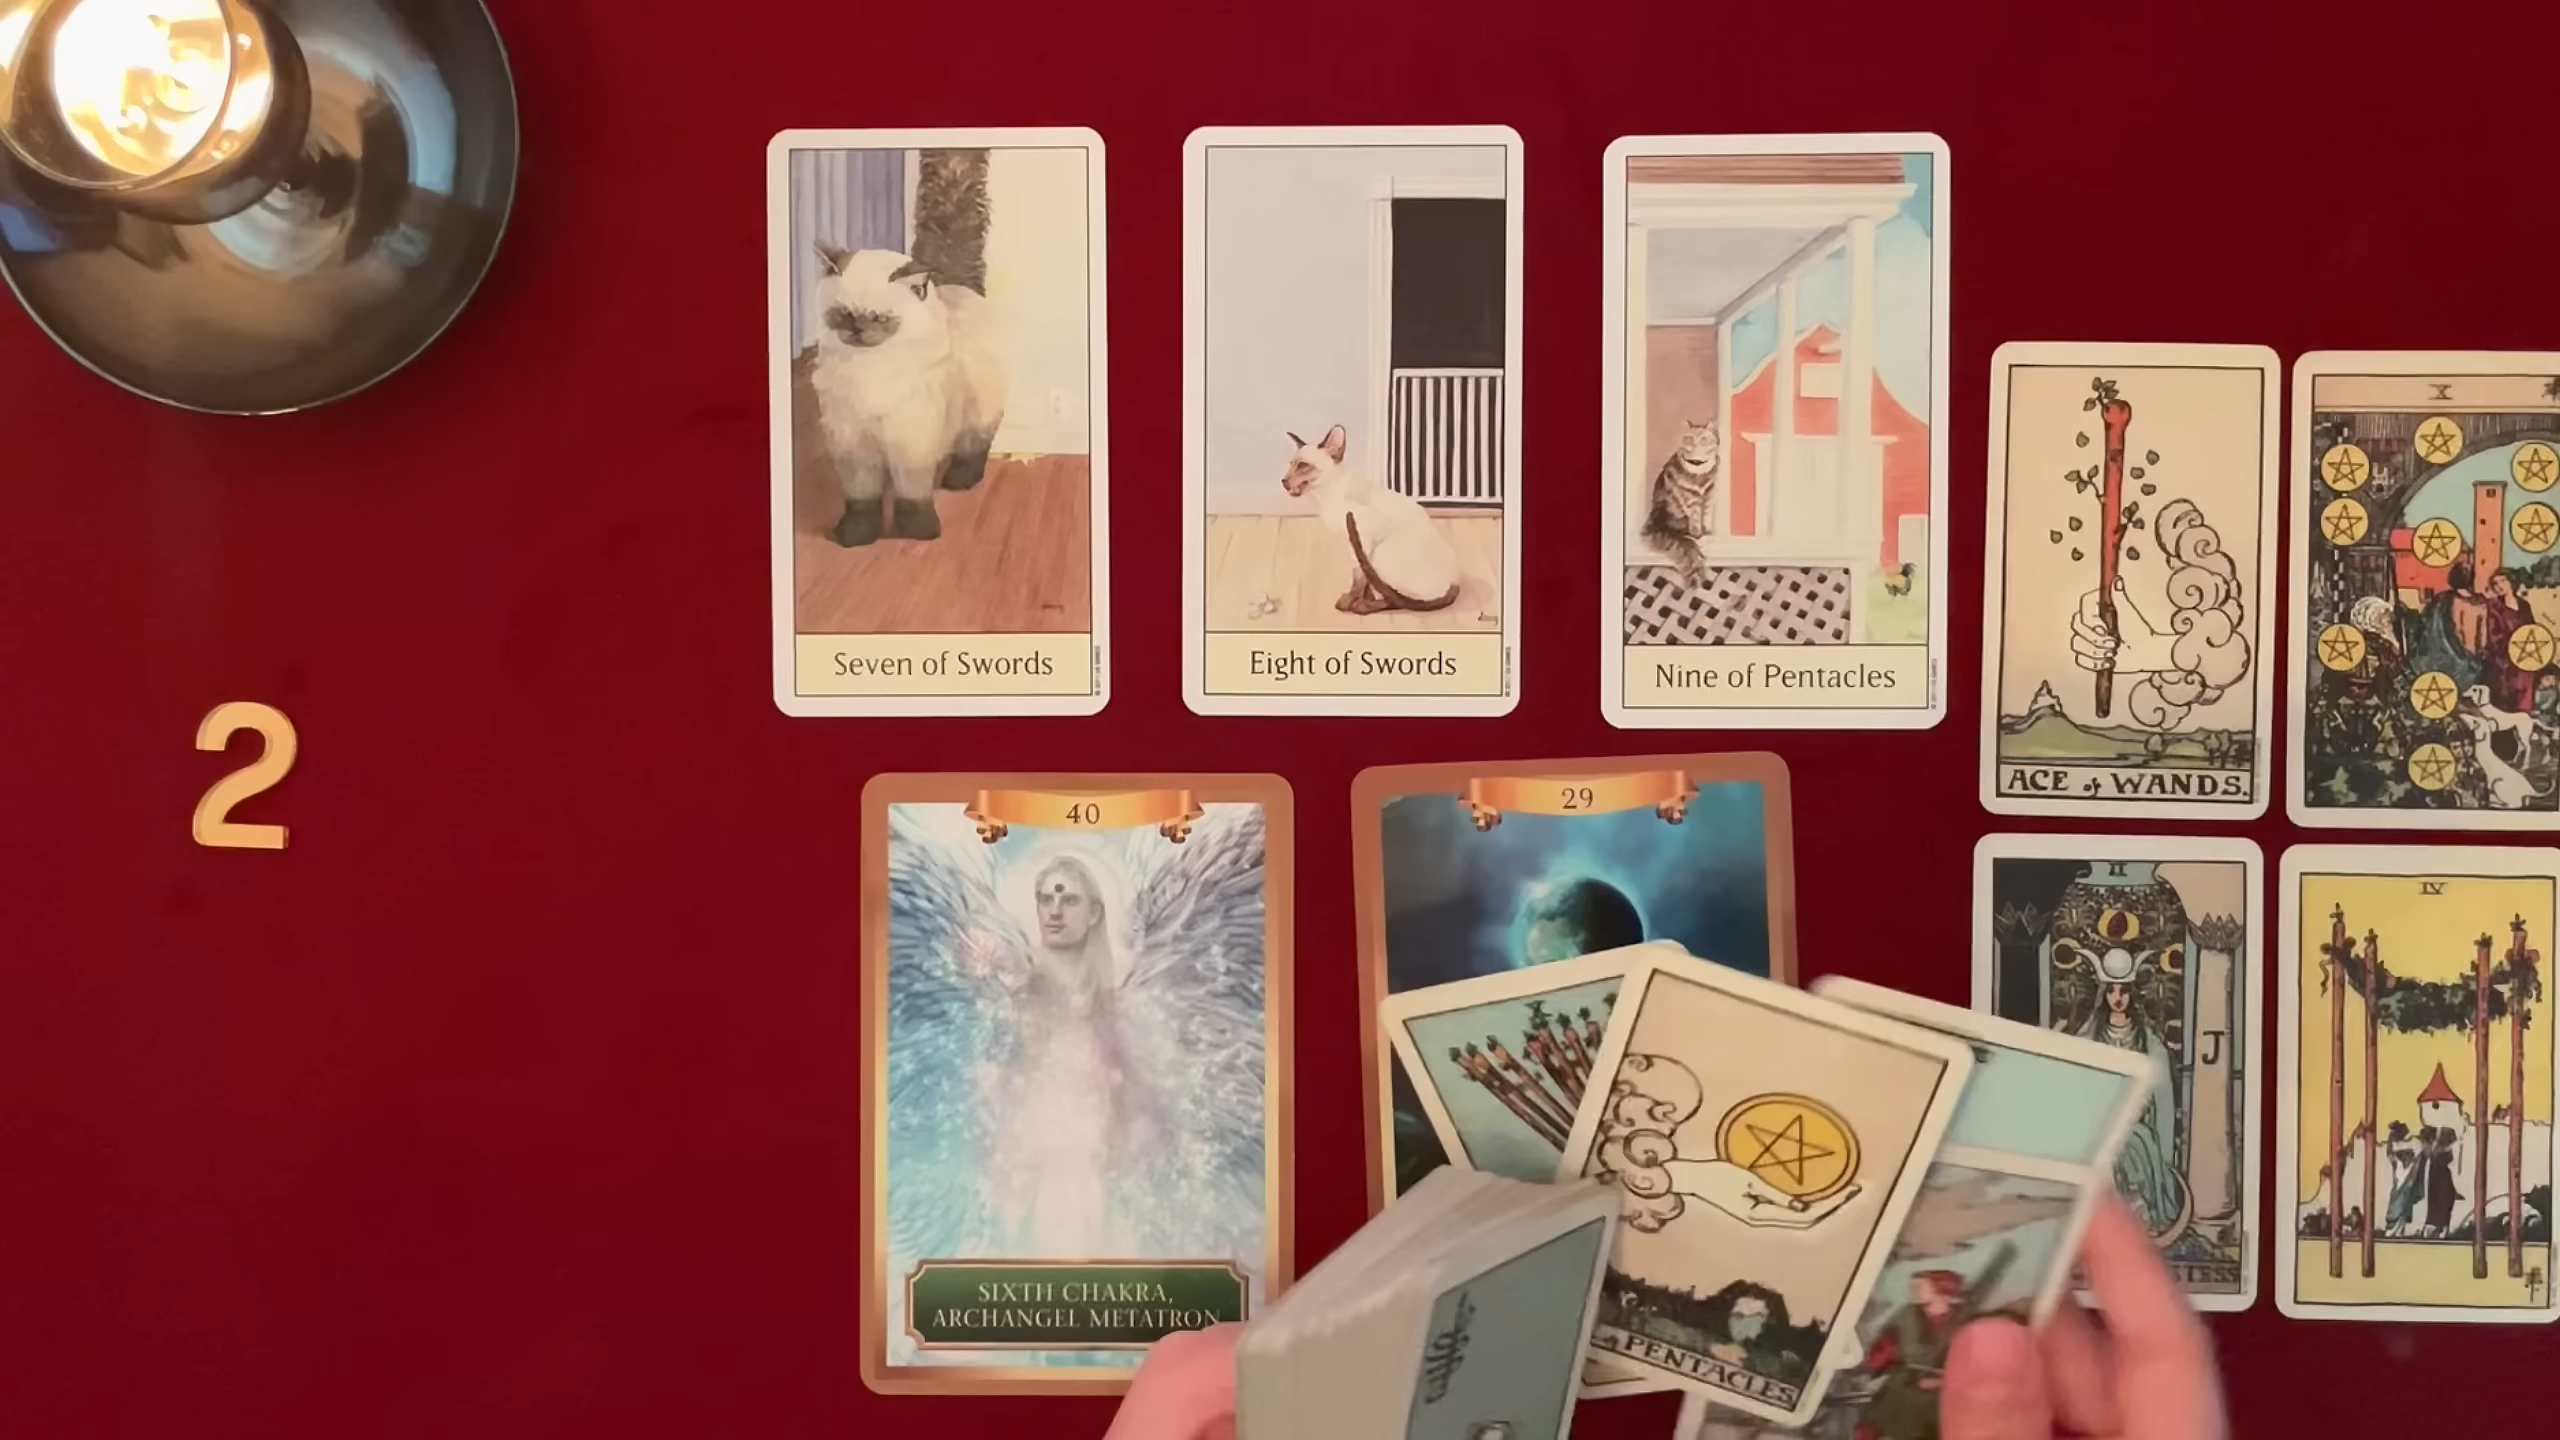 2
Seven of Swords
Eight of Swords
Nine of Pentacles
ACE of WANDS.
X
40
SIXTH CHAKRA,
ARCHANGEL METATRON
29
II
J
IV
PENTACLES